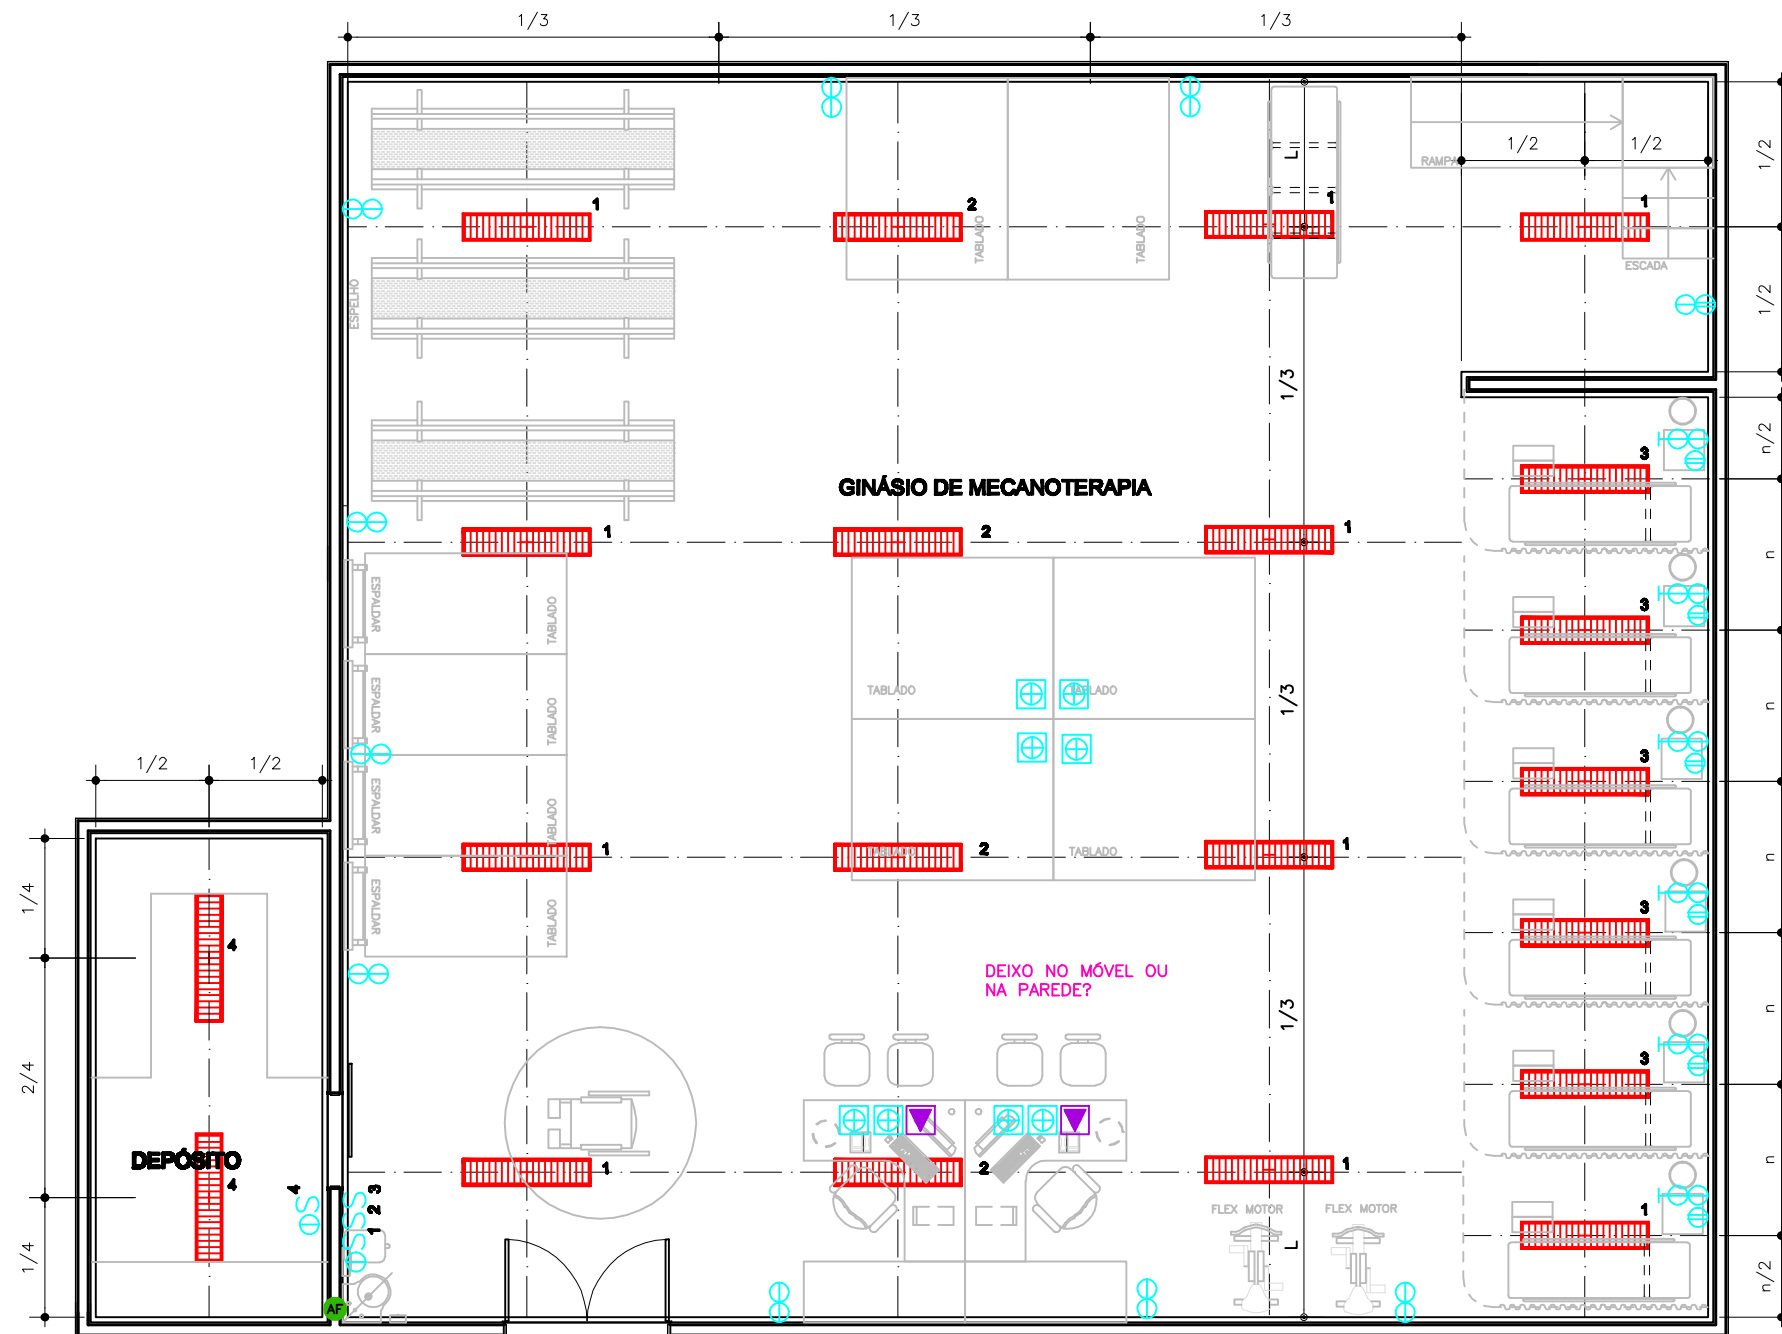 1/3 1/3 1/3
1/2 1/2 1/2
L
RAMPA
1 2 1 1
TABLADO TABLADO
ESCADA
ESPELHO
1/2
1/3
n/2
3
GINÁSIO DE MECANOTERAPIA
1 2 1
n
ESPALDAR TABLADO
3
ESPALDAR TABLADO
TABLADO TABLADO
1/3
n
3
1/2 1/2
ESPALDAR TABLADO
1 TABLADO 2 TABLADO 1
n
1/4
ESPALDAR TABLADO
3
4
DEIXO NO MÓVEL OU
NA PAREDE?
1/3
n
2/4
3
DEPÓSITO
1 2 1
n
4 4
3
2
1
FLEX MOTOR FLEX MOTOR
1
L
1/4
n/2
AF